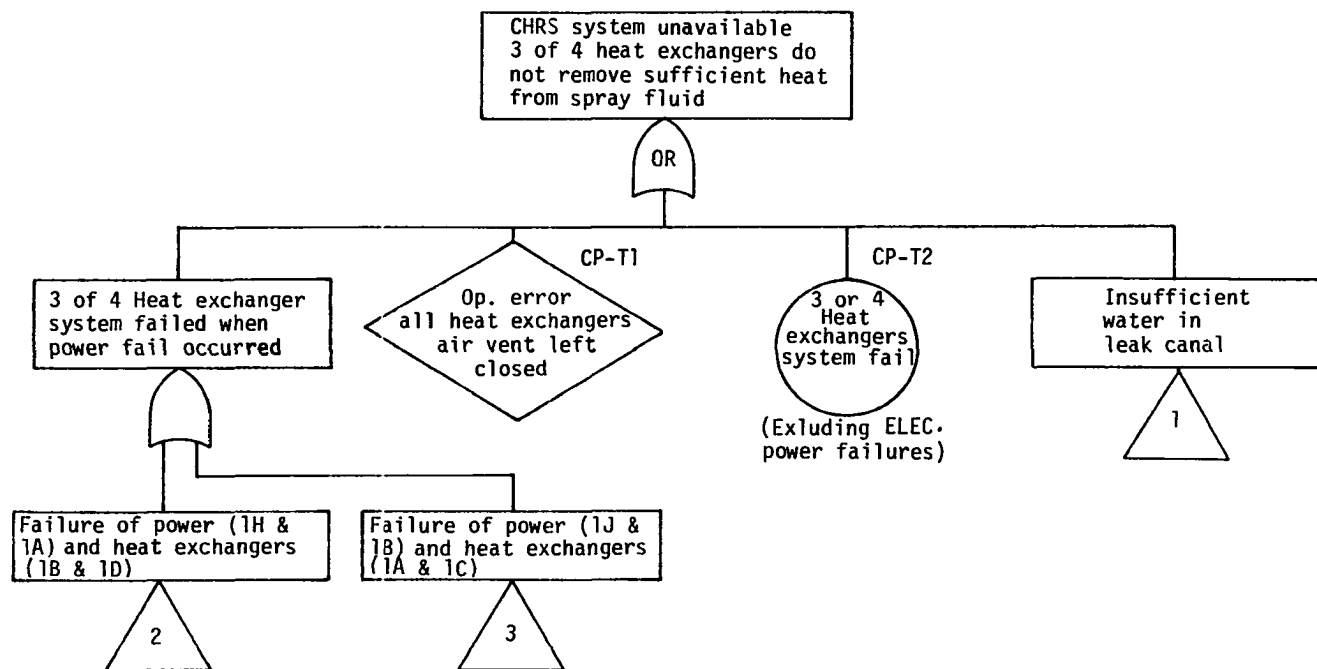 CHRS system unavailable
3 of 4 heat exchangers do
not remove sufficient heat
from spray fluid
OR
CP-T1
CP-T2
3 of 4 Heat exchanger
system failed when
power fail occurred
Op. error
all heat exchangers
air vent left
closed
3 or 4
Heat
exchangers
system fail
(Exluding ELEC.
power failures)
Insufficient
water in
leak canal
1
Failure of power (1H &
1A) and heat exchangers
(1B & 1D)
Failure of power (1J &
1B) and heat exchangers
(1A & 1C)
2
3